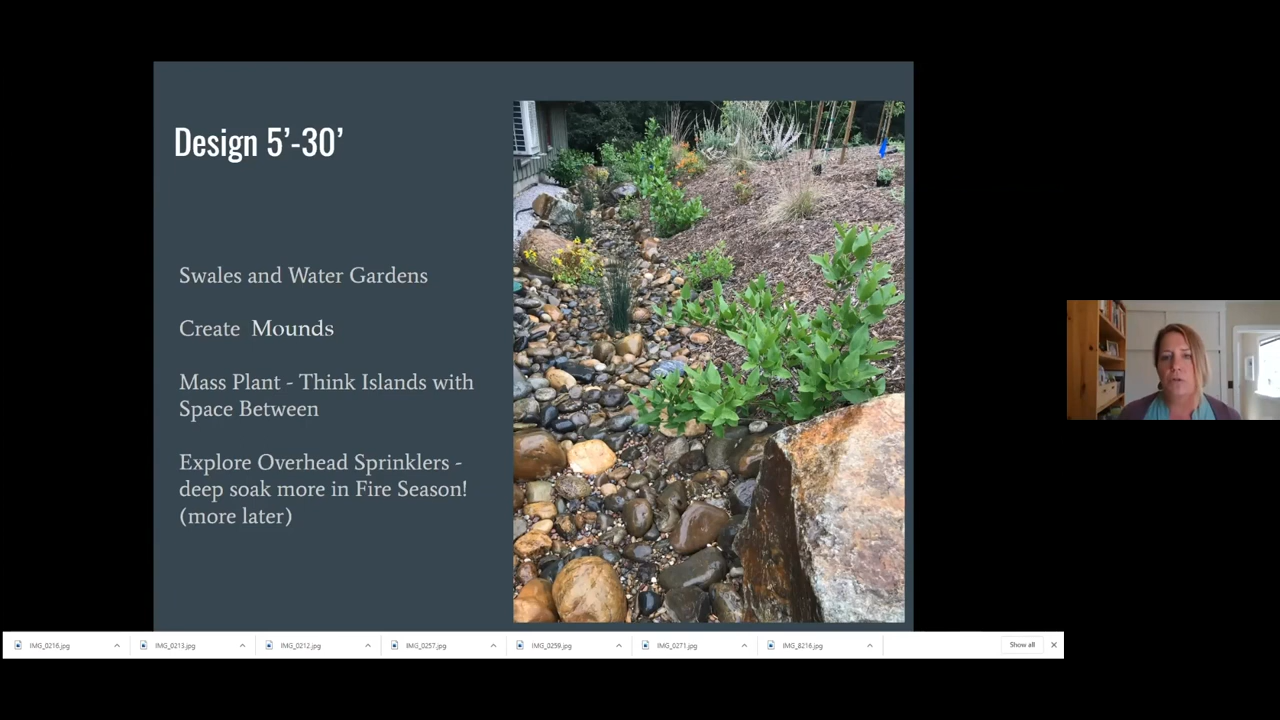 Design 5’-30’
Swales and Water Gardens
Create Mounds
Mass Plant - Think Islands with
Space Between
Explore Overhead Sprinklers -
deep soak more in Fire Season!
(more later)
IMG_0216.jpg
IMG_0213.jpg
IMG_0212.jpg
IMG_0257.jpg
IMG_0259.jpg
IMG_0271.jpg
IMG_8216.jpg
Show all